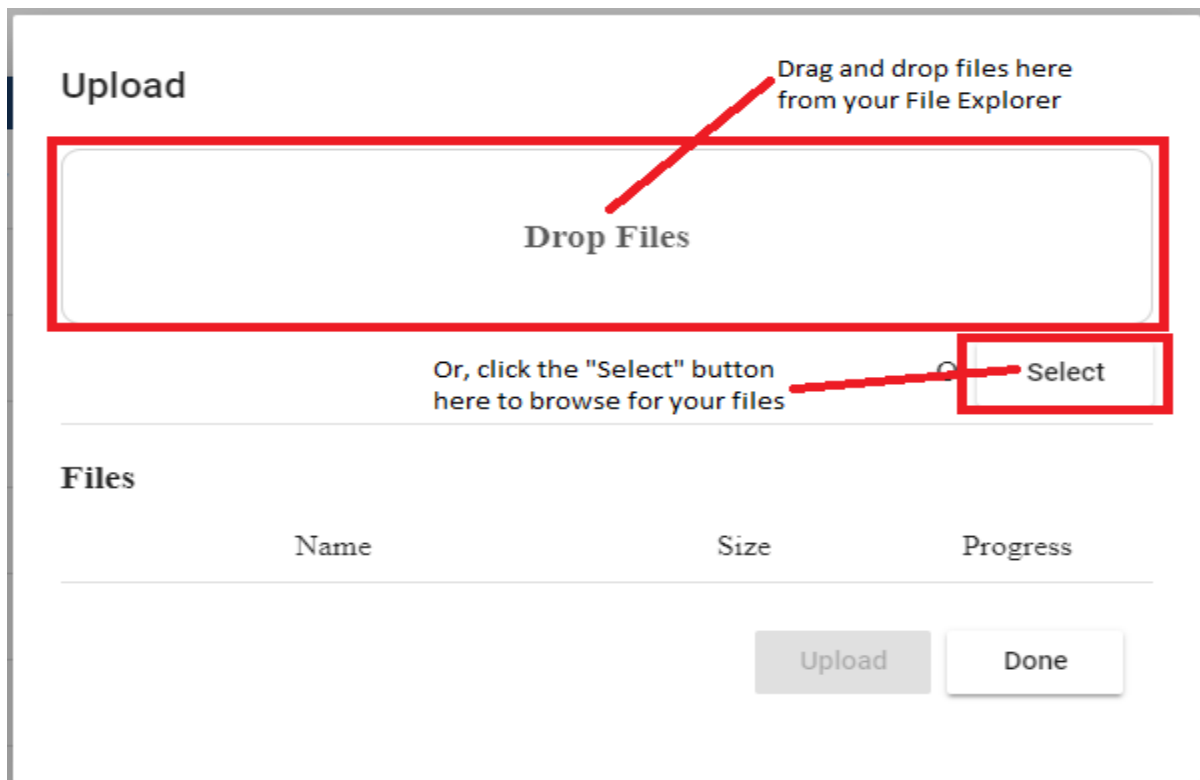 Upload
Drag and drop files here
from your File Explorer
Drop Files
Or, click the "Select" button
here to browse for your files
Select
Files
Name Size Progress
Upload Done